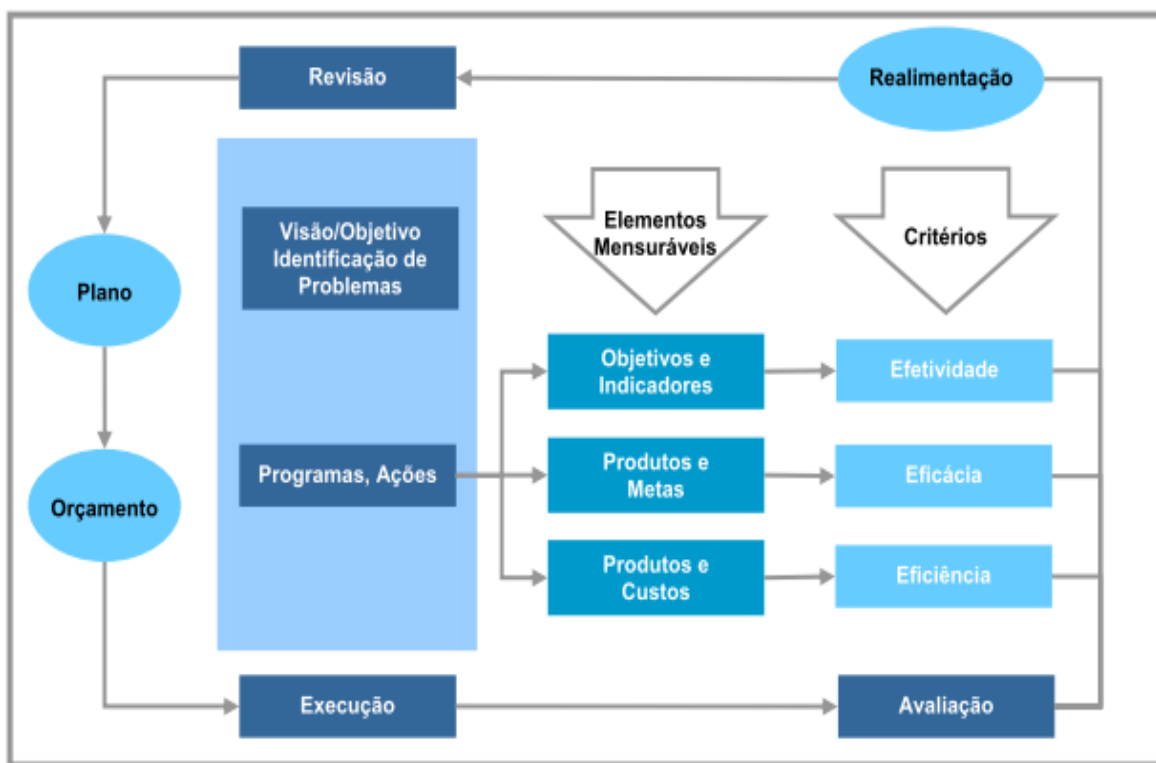 Revisão
Realimentação
Visão/Objetivo
Identificação de
Problemas
Elementos
Mensuráveis
Critérios
Plano
Objetivos e
Indicadores
Efetividade
Programas, Ações
Produtos e
Metas
Eficácia
Orçamento
Produtos e
Custos
Eficiência
Execução
Avaliação